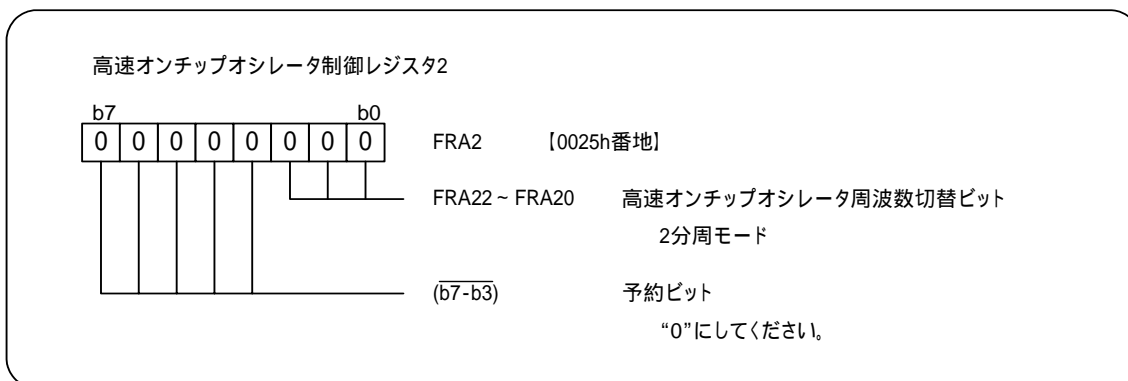 高速オンチップオシレータ制御レジスタ2
b7 b0
0 0 0 0 0 0 0 0 FRA2 【0025h番地】
FRA22 ~ FRA20 高速オンチップオシレータ周波数切替ビット
2分周モード
(b7-b3) 予約ビット
“0”にしてください。